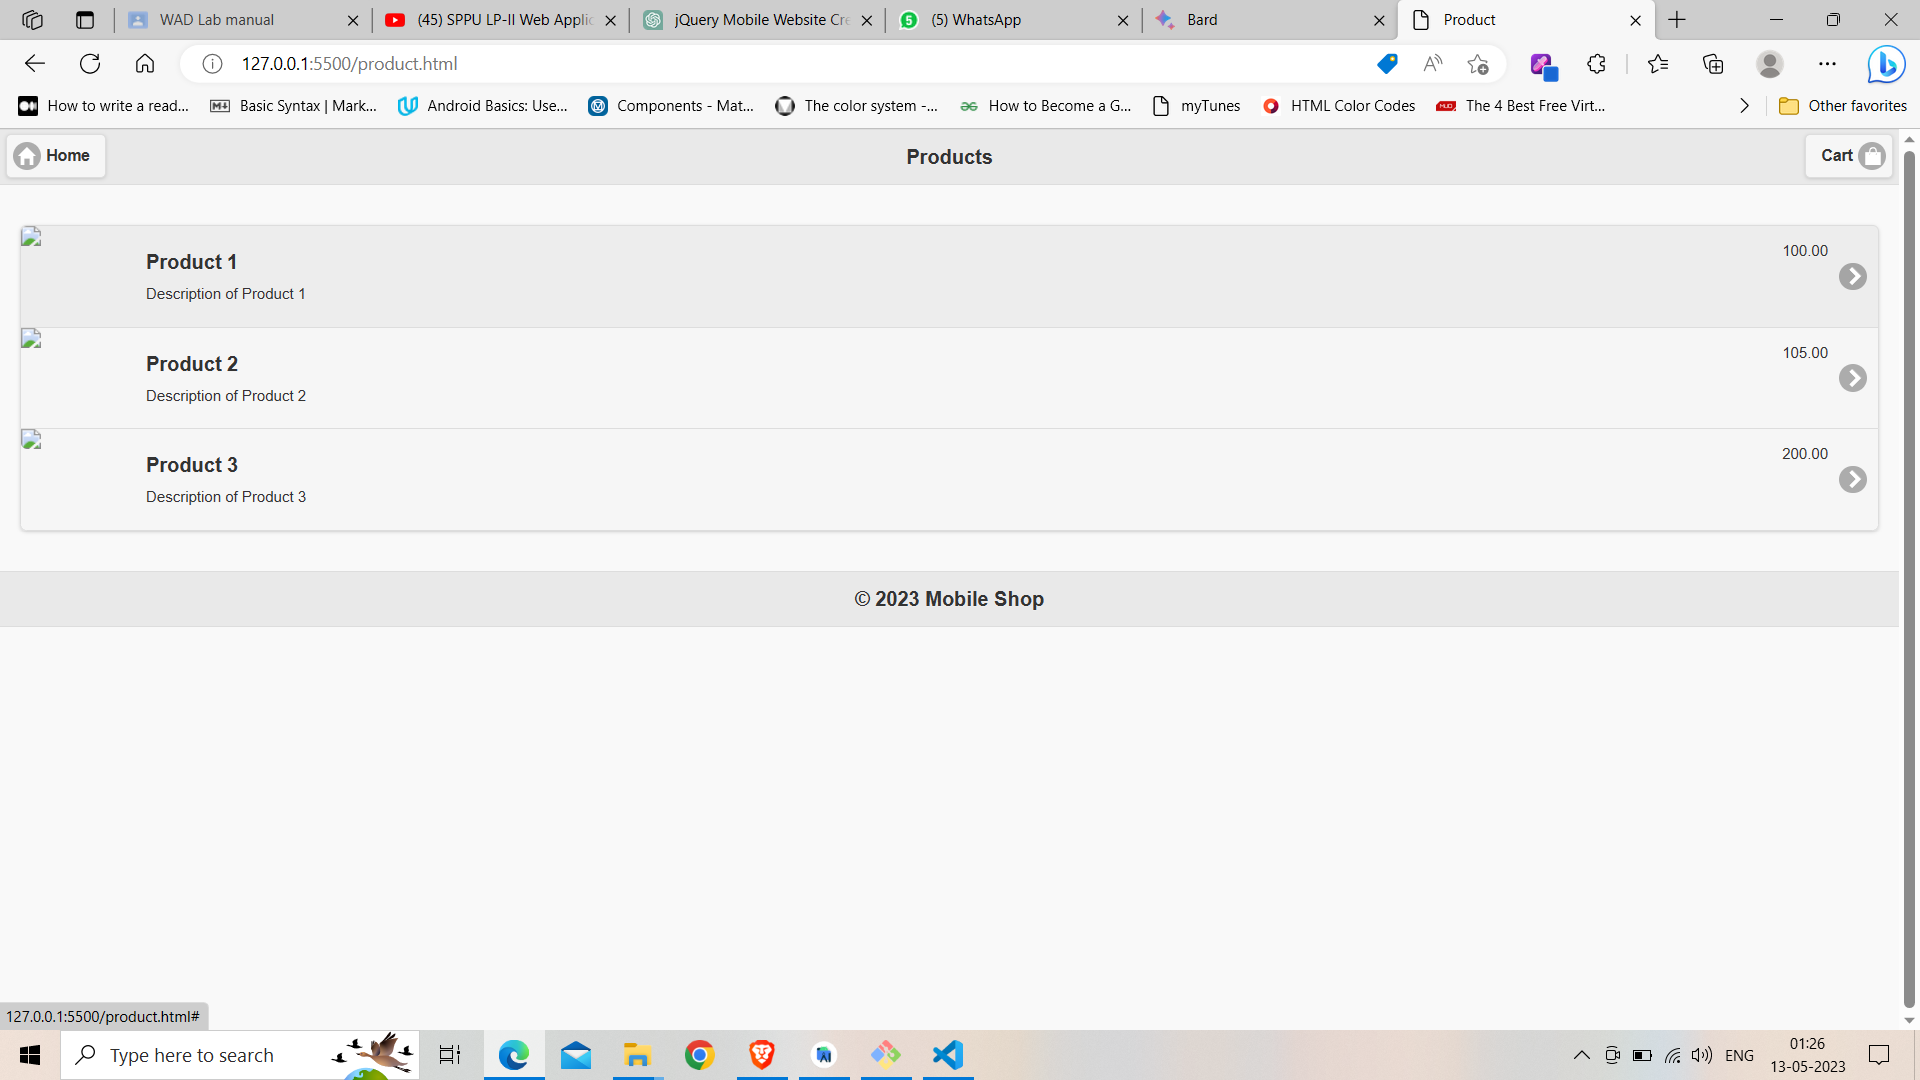 WAD Lab manual
(45) SPPU LP-II Web Applic
jQuery Mobile Website Cre
(5) WhatsApp
Bard
Product
127.0.0.1:5500/product.html
How to write a read...
Basic Syntax | Mark...
Android Basics: Use...
Components - Mat...
The color system -...
How to Become a G...
myTunes
HTML Color Codes
The 4 Best Free Virt...
Other favorites
Home
Products
Cart
Product 1
100.00
Description of Product 1
Product 2
105.00
Description of Product 2
Product 3
200.00
Description of Product 3
© 2023 Mobile Shop
127.0.0.1:5500/product.html#
Type here to search
ENG
01:26
13-05-2023